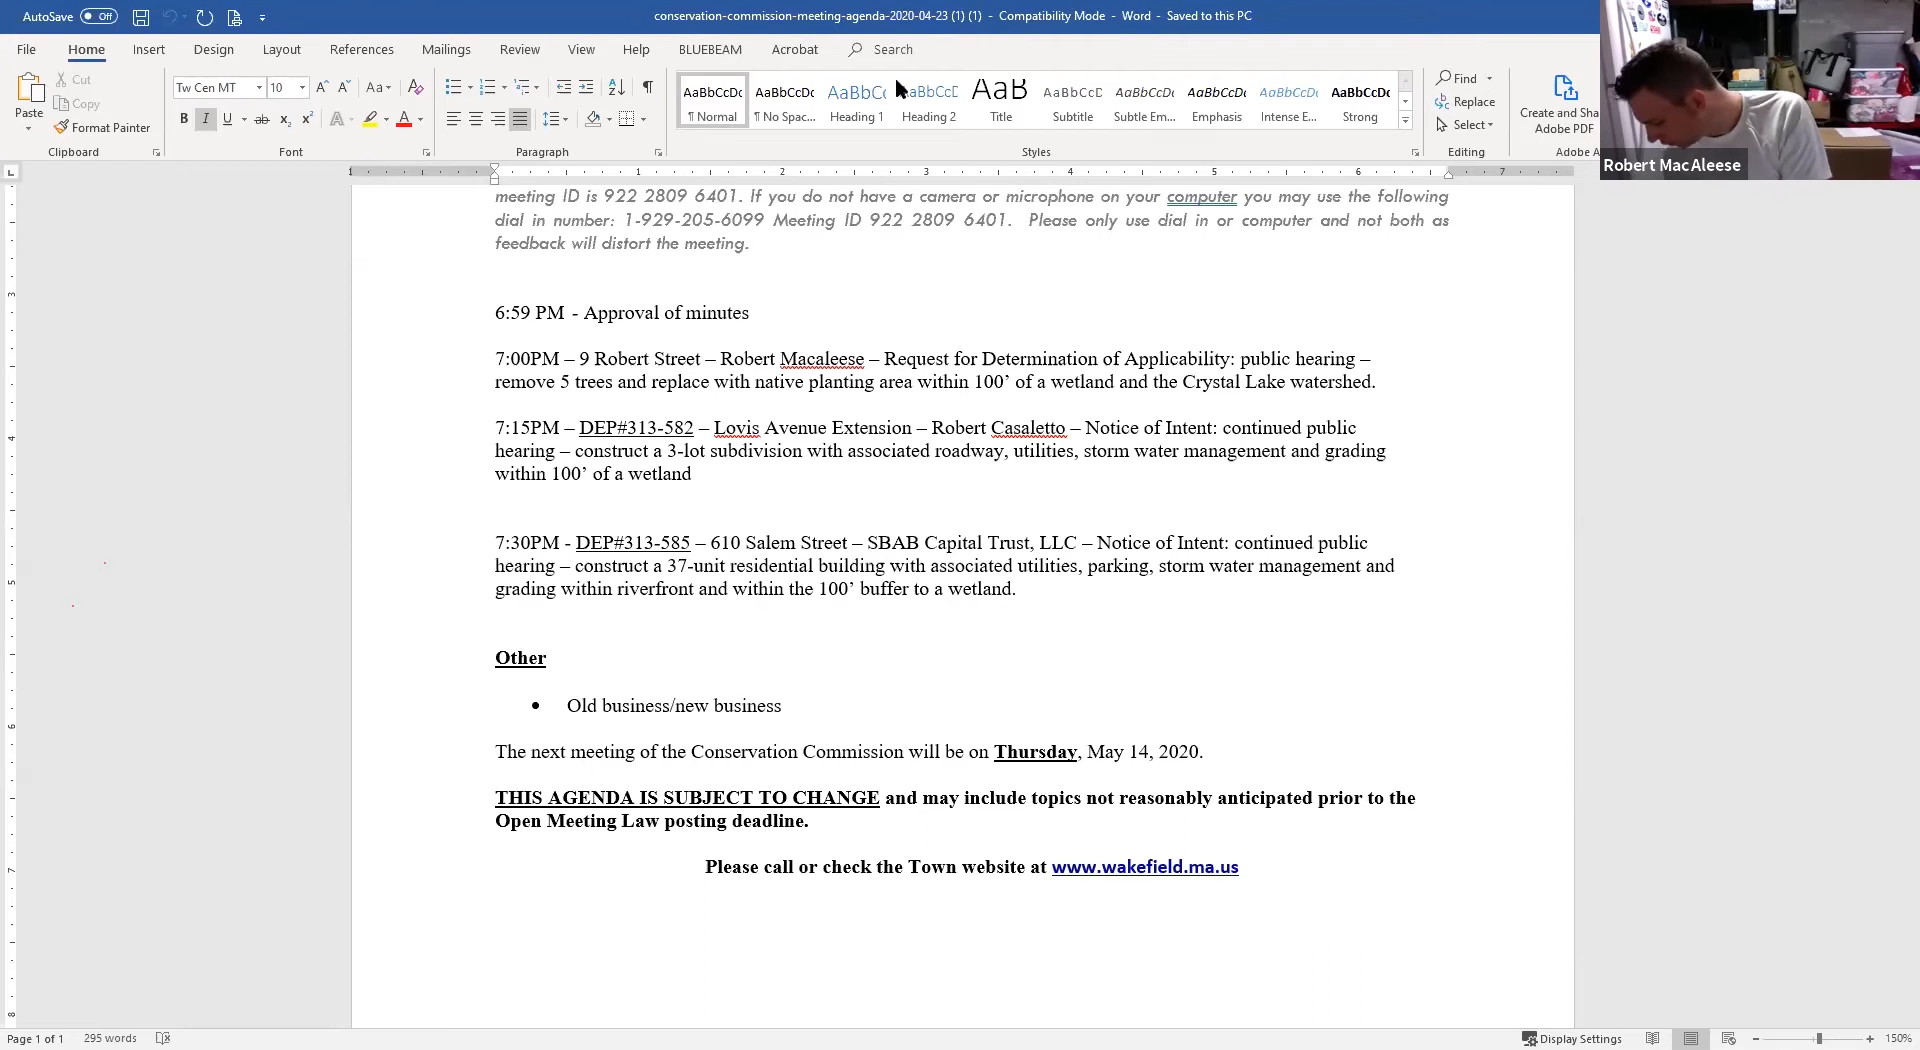 AutoSave Off conservation-commission-meeting-agenda-2020-04-23 (1) (1) - Compatibility Mode - Word - Saved to this PC
File Home Insert Design Layout References Mailings Review View Help BLUEBEAM Acrobat Search
Paste Cut
Copy
Format Painter
Clipboard
Tw Cen MT 10
Font
Paragraph
AaBbCcDc AaBbCcDc AaBbCc AaBbCcD AaB AaBbCcD AaBbCcDc AaBbCcDc AaBbCcDc AaBbCcDc
¶ Normal ¶ No Spac... Heading 1 Heading 2 Title Subtitle Subtle Em... Emphasis Intense E... Strong
Styles
Find
Replace
Select
Editing
Create and Sha
Adobe PDF
Adobe A
Robert MacAleese
1 1 2 3 4 5 6 7
meeting ID is 922 2809 6401. If you do not have a camera or microphone on your computer you may use the following
dial in number: 1-929-205-6099 Meeting ID 922 2809 6401. Please only use dial in or computer and not both as
feedback will distort the meeting.
6:59 PM - Approval of minutes
7:00PM – 9 Robert Street – Robert Macaleese – Request for Determination of Applicability: public hearing –
remove 5 trees and replace with native planting area within 100’ of a wetland and the Crystal Lake watershed.
7:15PM – DEP#313-582 – Lovis Avenue Extension – Robert Casaletto – Notice of Intent: continued public
hearing – construct a 3-lot subdivision with associated roadway, utilities, storm water management and grading
within 100’ of a wetland
7:30PM - DEP#313-585 – 610 Salem Street – SBAB Capital Trust, LLC – Notice of Intent: continued public
hearing – construct a 37-unit residential building with associated utilities, parking, storm water management and
grading within riverfront and within the 100’ buffer to a wetland.
Other
• Old business/new business
The next meeting of the Conservation Commission will be on Thursday, May 14, 2020.
THIS AGENDA IS SUBJECT TO CHANGE and may include topics not reasonably anticipated prior to the
Open Meeting Law posting deadline.
Please call or check the Town website at www.wakefield.ma.us
3
4
5
6
7
8
Page 1 of 1 295 words Display Settings 150%